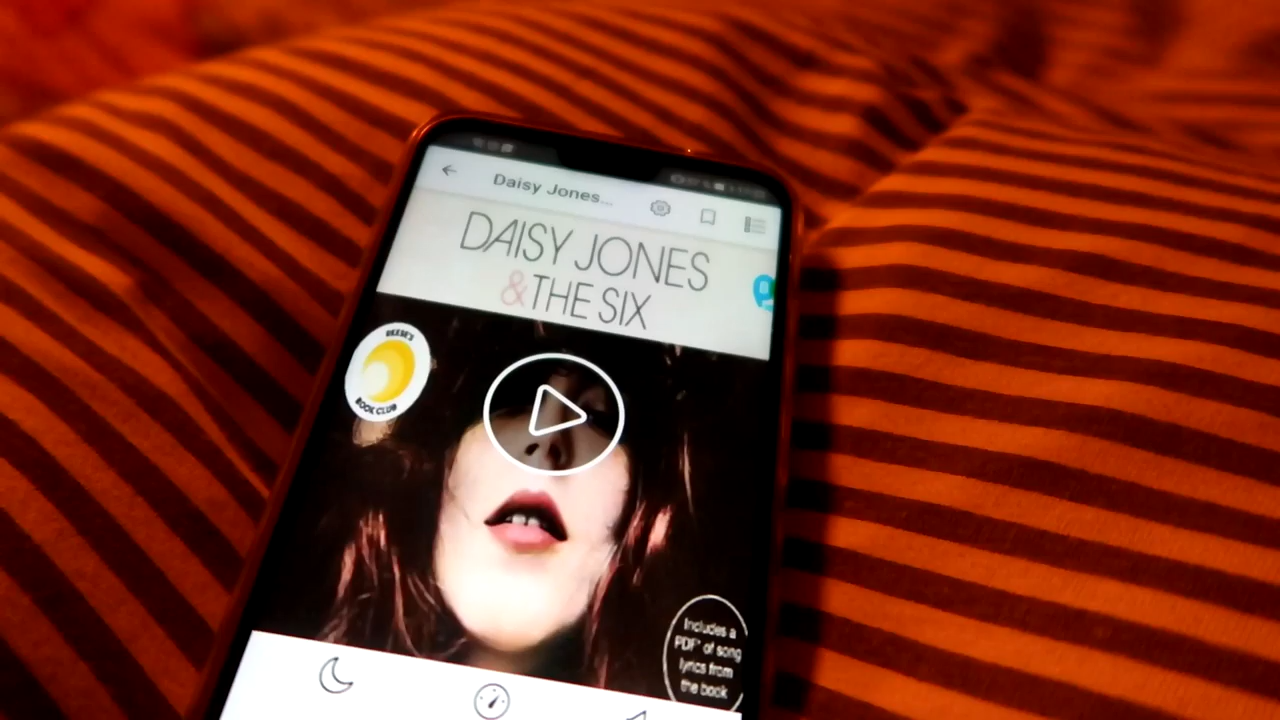 Daisy Jones...
DAISY JONES
& THE SIX
REESE'S
BOOK CLUB
Includes a
PDF* of song
lyrics from
the book